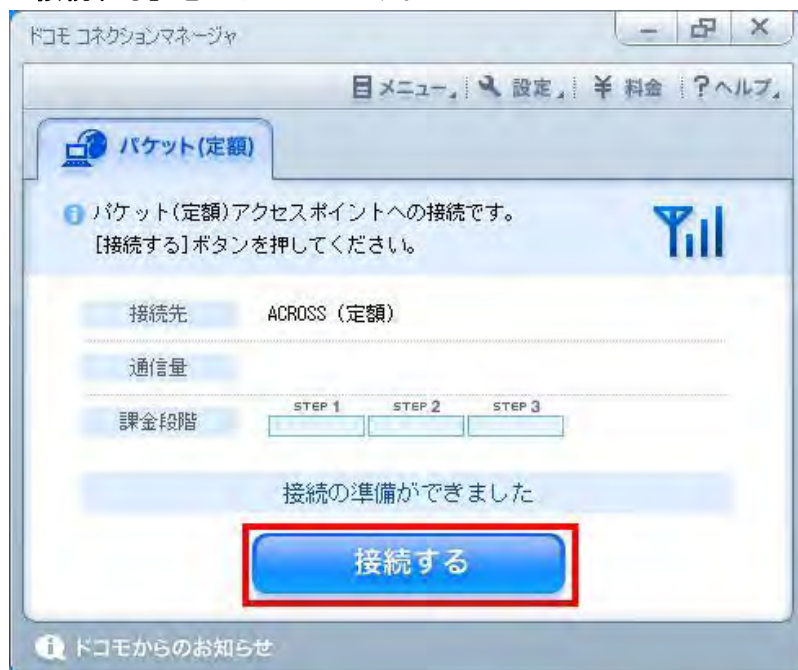 ドコモ コネクションマネージャ
メニュー 設定 ¥ 料金 ? ヘルプ
パケット(定額)
パケット(定額)アクセスポイントへの接続です。
[接続する]ボタンを押してください。
接続先 ACROSS (定額)
通信量
STEP 1 STEP 2 STEP 3
課金段階
接続の準備ができました
接続する
ドコモからのお知らせ